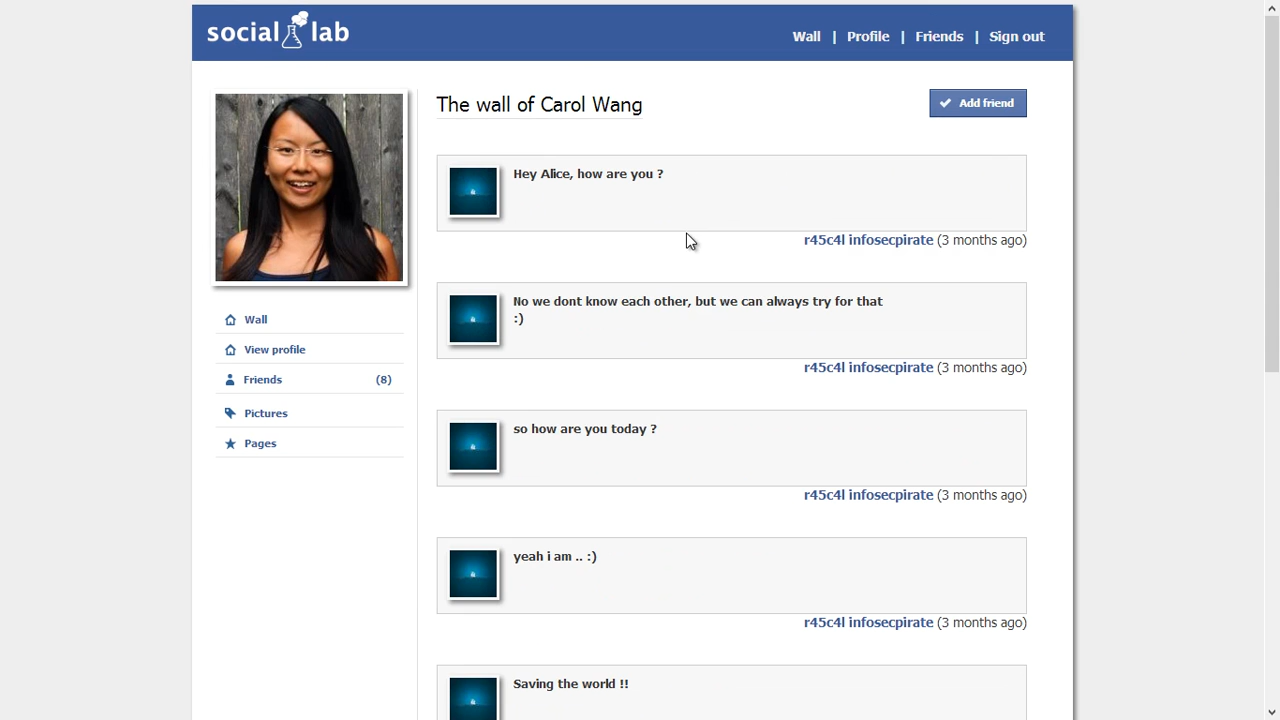 social lab
Wall | Profile | Friends | Sign out
The wall of Carol Wang
Add friend
Hey Alice, how are you ?
r45c4l infosecpirate (3 months ago)
No we dont know each other, but we can always try for that
:)
r45c4l infosecpirate (3 months ago)
so how are you today ?
r45c4l infosecpirate (3 months ago)
yeah i am .. :)
r45c4l infosecpirate (3 months ago)
Saving the world !!
Wall
View profile
Friends (8)
Pictures
Pages